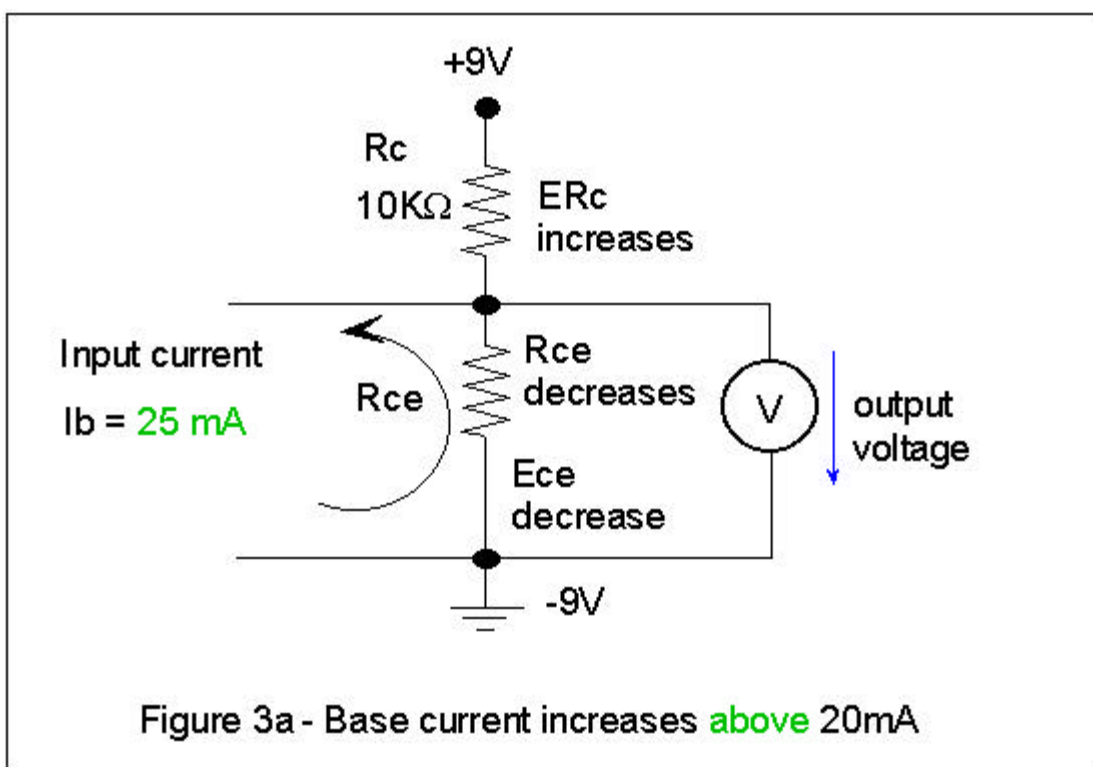 +9V
Rc
10KΩ
ERc
increases
Input current
Ib = 25 mA
Rce
Rce
decreases
Ece
decrease
V
output
voltage
-9V
Figure 3a - Base current increases above 20mA